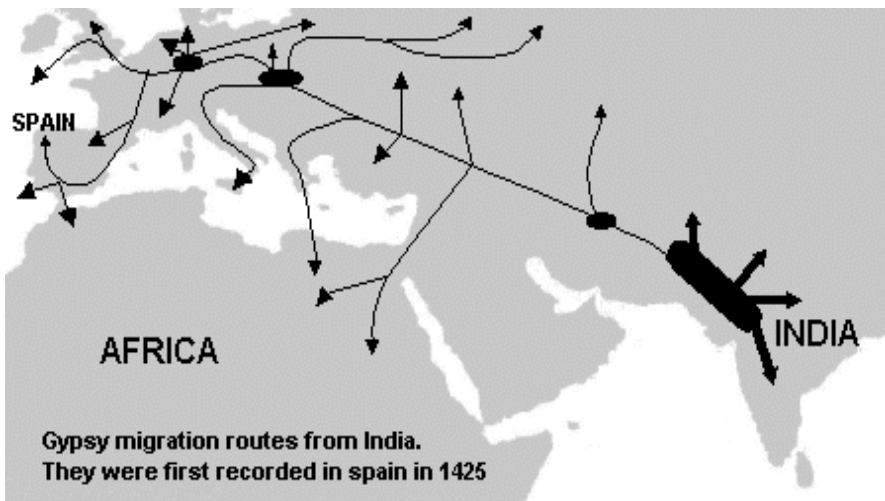 SPAIN
AFRICA
INDIA
Gypsy migration routes from India.
They were first recorded in spain in 1425